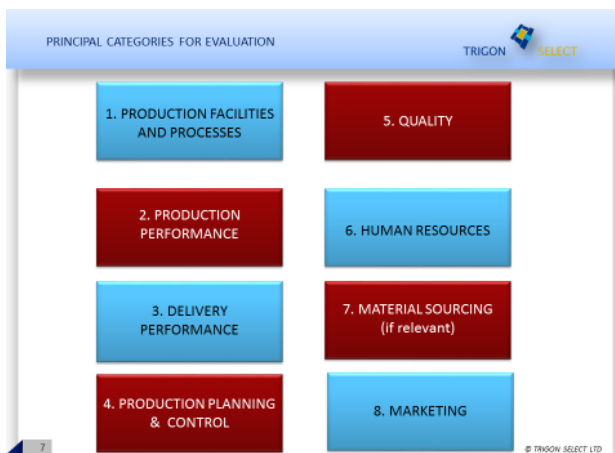 PRINCIPAL CATEGORIES FOR EVALUATION
TRIGON SELECT
1. PRODUCTION FACILITIES
AND PROCESSES
2. PRODUCTION
PERFORMANCE
3. DELIVERY
PERFORMANCE
4. PRODUCTION PLANNING
& CONTROL
5. QUALITY
6. HUMAN RESOURCES
7. MATERIAL SOURCING
(if relevant)
8. MARKETING
7
© TRIGON SELECT LTD